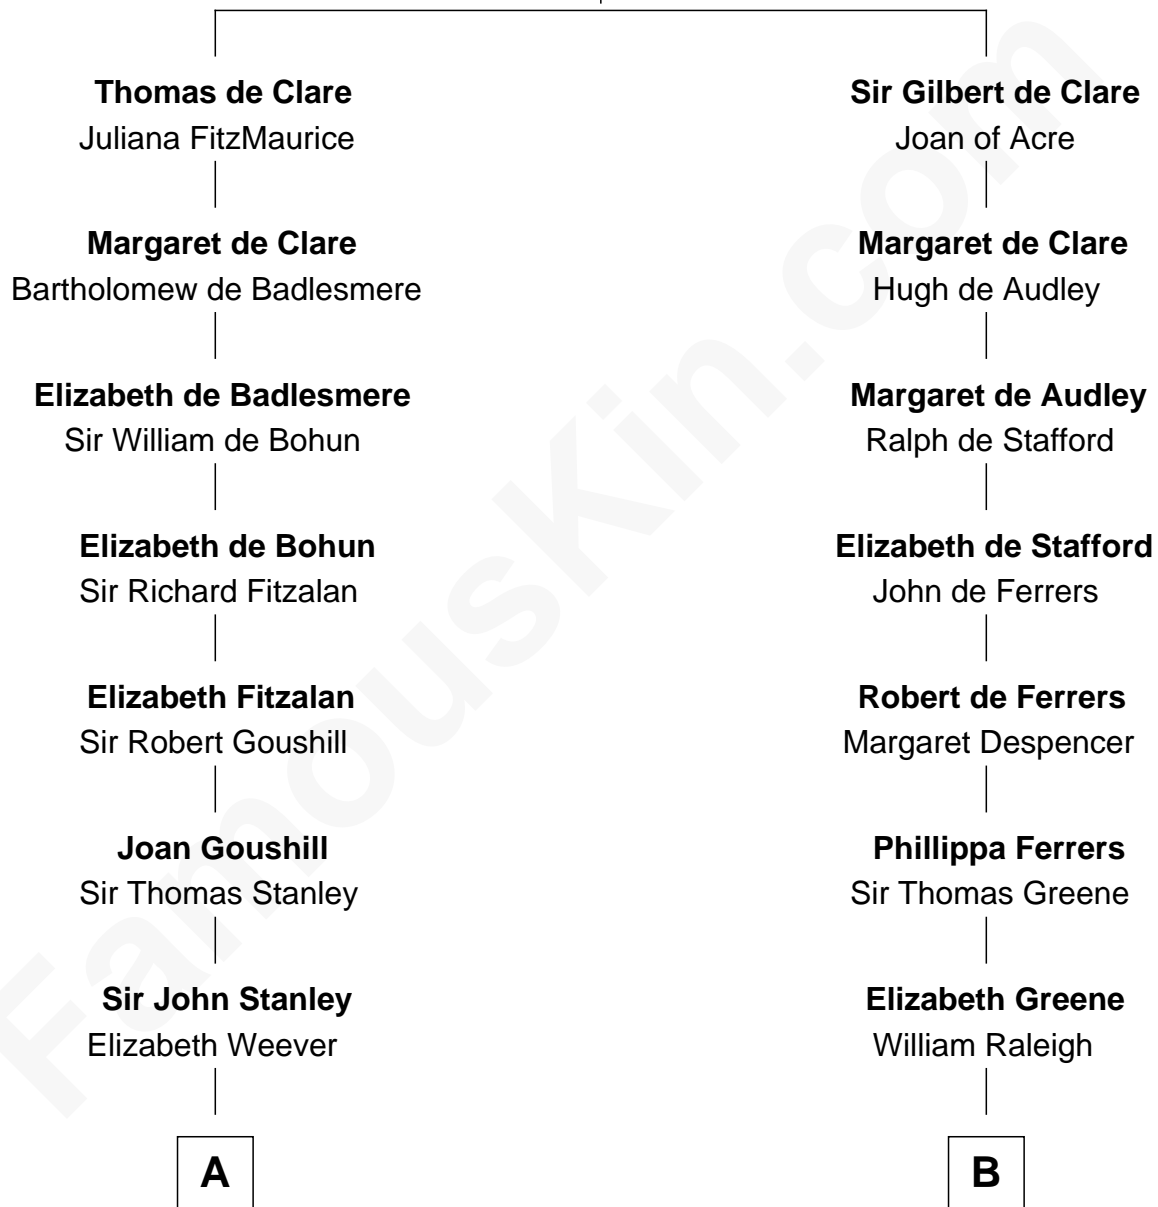 Thomas de Clare
Juliana FitzMaurice
Margaret de Clare
Bartholomew de Badlesmere
Elizabeth de Badlesmere
Sir William de Bohun
Elizabeth de Bohun
Sir Richard Fitzalan
Elizabeth Fitzalan
Sir Robert Goushill
Joan Goushill
Sir Thomas Stanley
Sir John Stanley
Elizabeth Weever
A
Sir Gilbert de Clare
Joan of Acre
Margaret de Clare
Hugh de Audley
Margaret de Audley
Ralph de Stafford
Elizabeth de Stafford
John de Ferrers
Robert de Ferrers
Margaret Despencer
Phillippa Ferrers
Sir Thomas Greene
Elizabeth Greene
William Raleigh
B
FamousKin.com